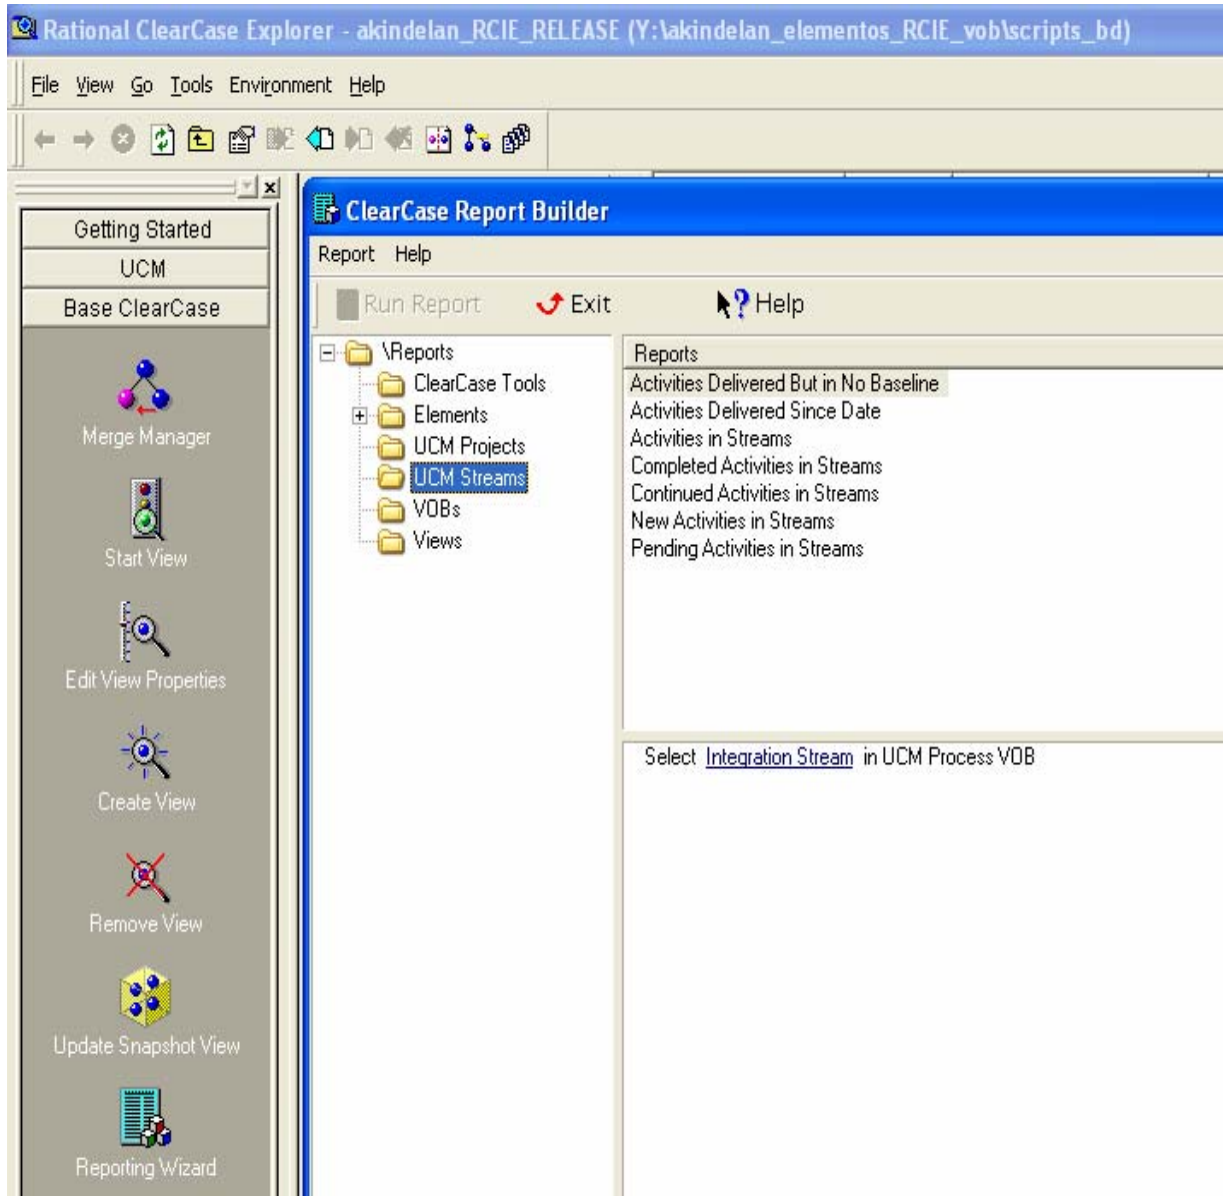 Rational ClearCase Explorer - akindelan_RCIE_RELEASE (Y:\akindelan_elementos_RCIE_vob\scripts_bd)
File View Go Tools Environment Help
Getting Started
UCM
Base ClearCase
Merge Manager
Start View
Edit View Properties
Create View
Remove View
Update Snapshot View
Reporting Wizard
ClearCase Report Builder
Report Help
Run Report Exit ? Help
\Reports
ClearCase Tools
Elements
UCM Projects
UCM Streams
VOBs
Views
Reports
Activities Delivered But in No Baseline
Activities Delivered Since Date
Activities in Streams
Completed Activities in Streams
Continued Activities in Streams
New Activities in Streams
Pending Activities in Streams
Select Integration Stream in UCM Process VOB